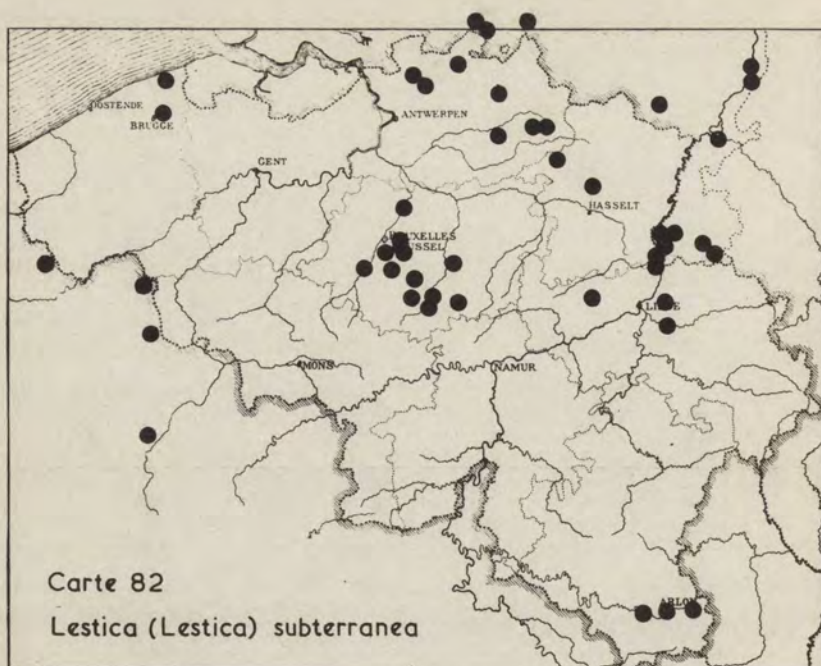 OOSTENDE
BRUGGE
ANTWERPEN
GENT
HASSELT
BRUXELLES
BRUSSEL
LIEGE
MONS
NAMUR
ARLON
Carte 82
Lestica (Lestica) subterranea